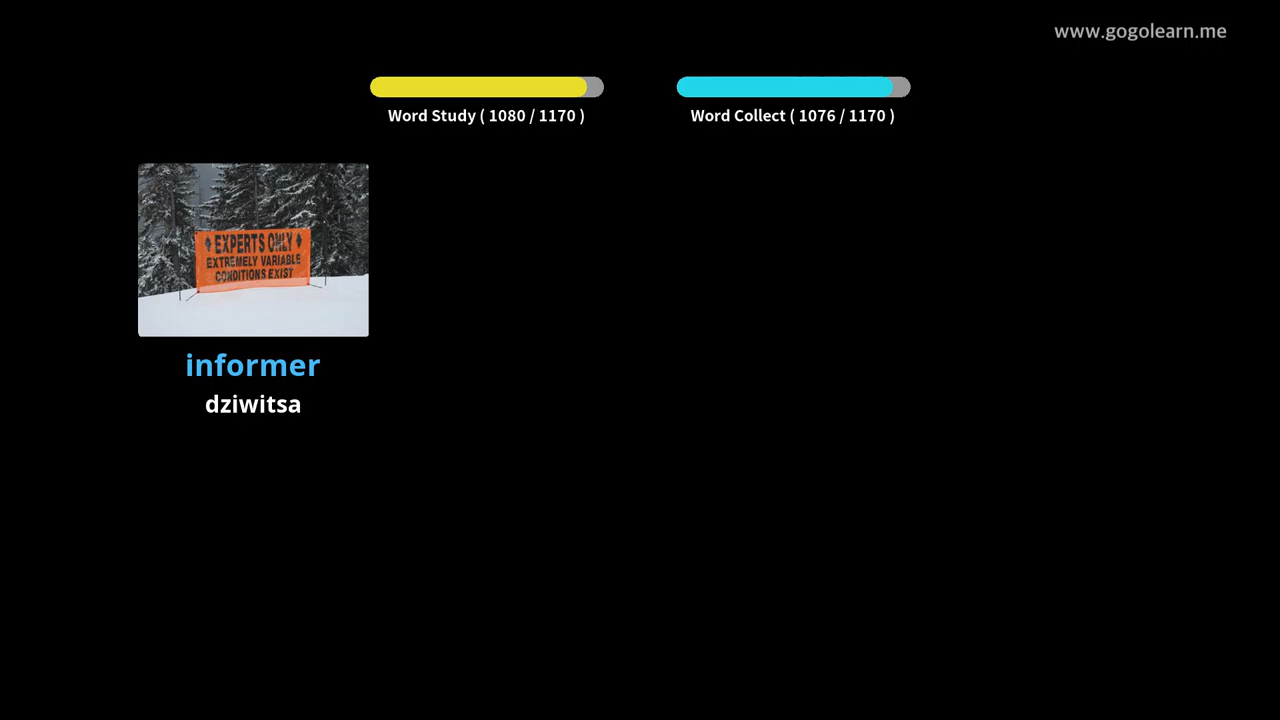 www.gogolearn.me
Word Study ( 1080 / 1170 )
Word Collect ( 1076 / 1170 )
EXPERTS ONLY
EXTREMELY VARIABLE
CONDITIONS EXIST
informer
dziwitsa